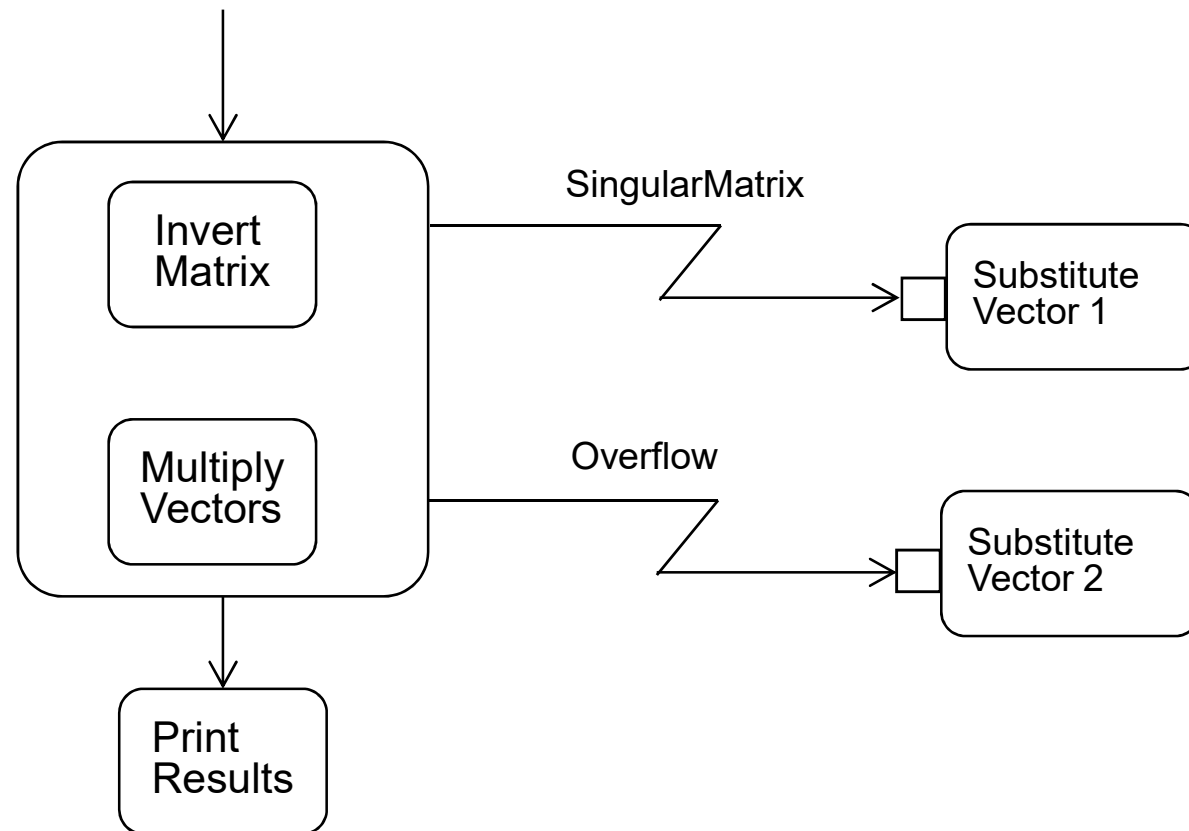 SingularMatrix
Invert
Matrix
Substitute
Vector 1
Overflow
Multiply
Vectors
Substitute
Vector 2
Print
Results